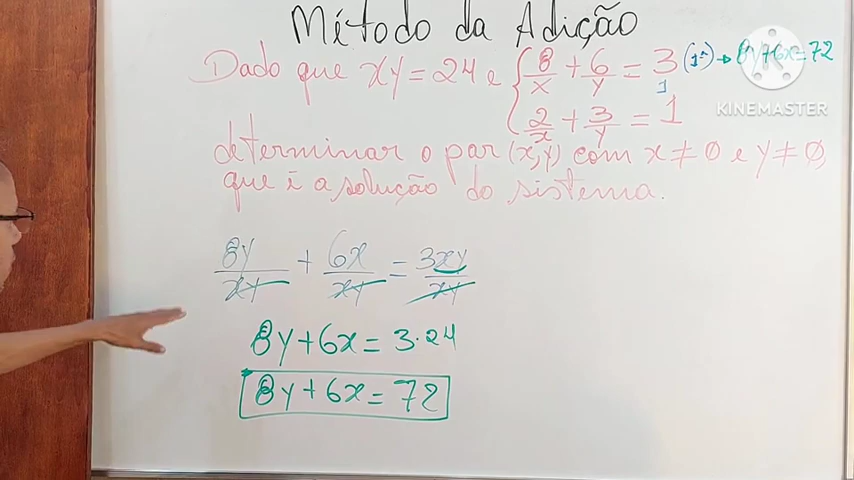 Método da Adição
Dado que xy = 24 e { 8/x + 6/y = 3 (1ª) → 8y+6x=72
1
2/x + 3/y = 1
KINEMASTER
determinar o par (x,y) com x ≠ 0 e y ≠ 0,
que é a solução do sistema.
8y/xy + 6x/xy = 3xy/xy
8y + 6x = 3·24
8y + 6x = 72